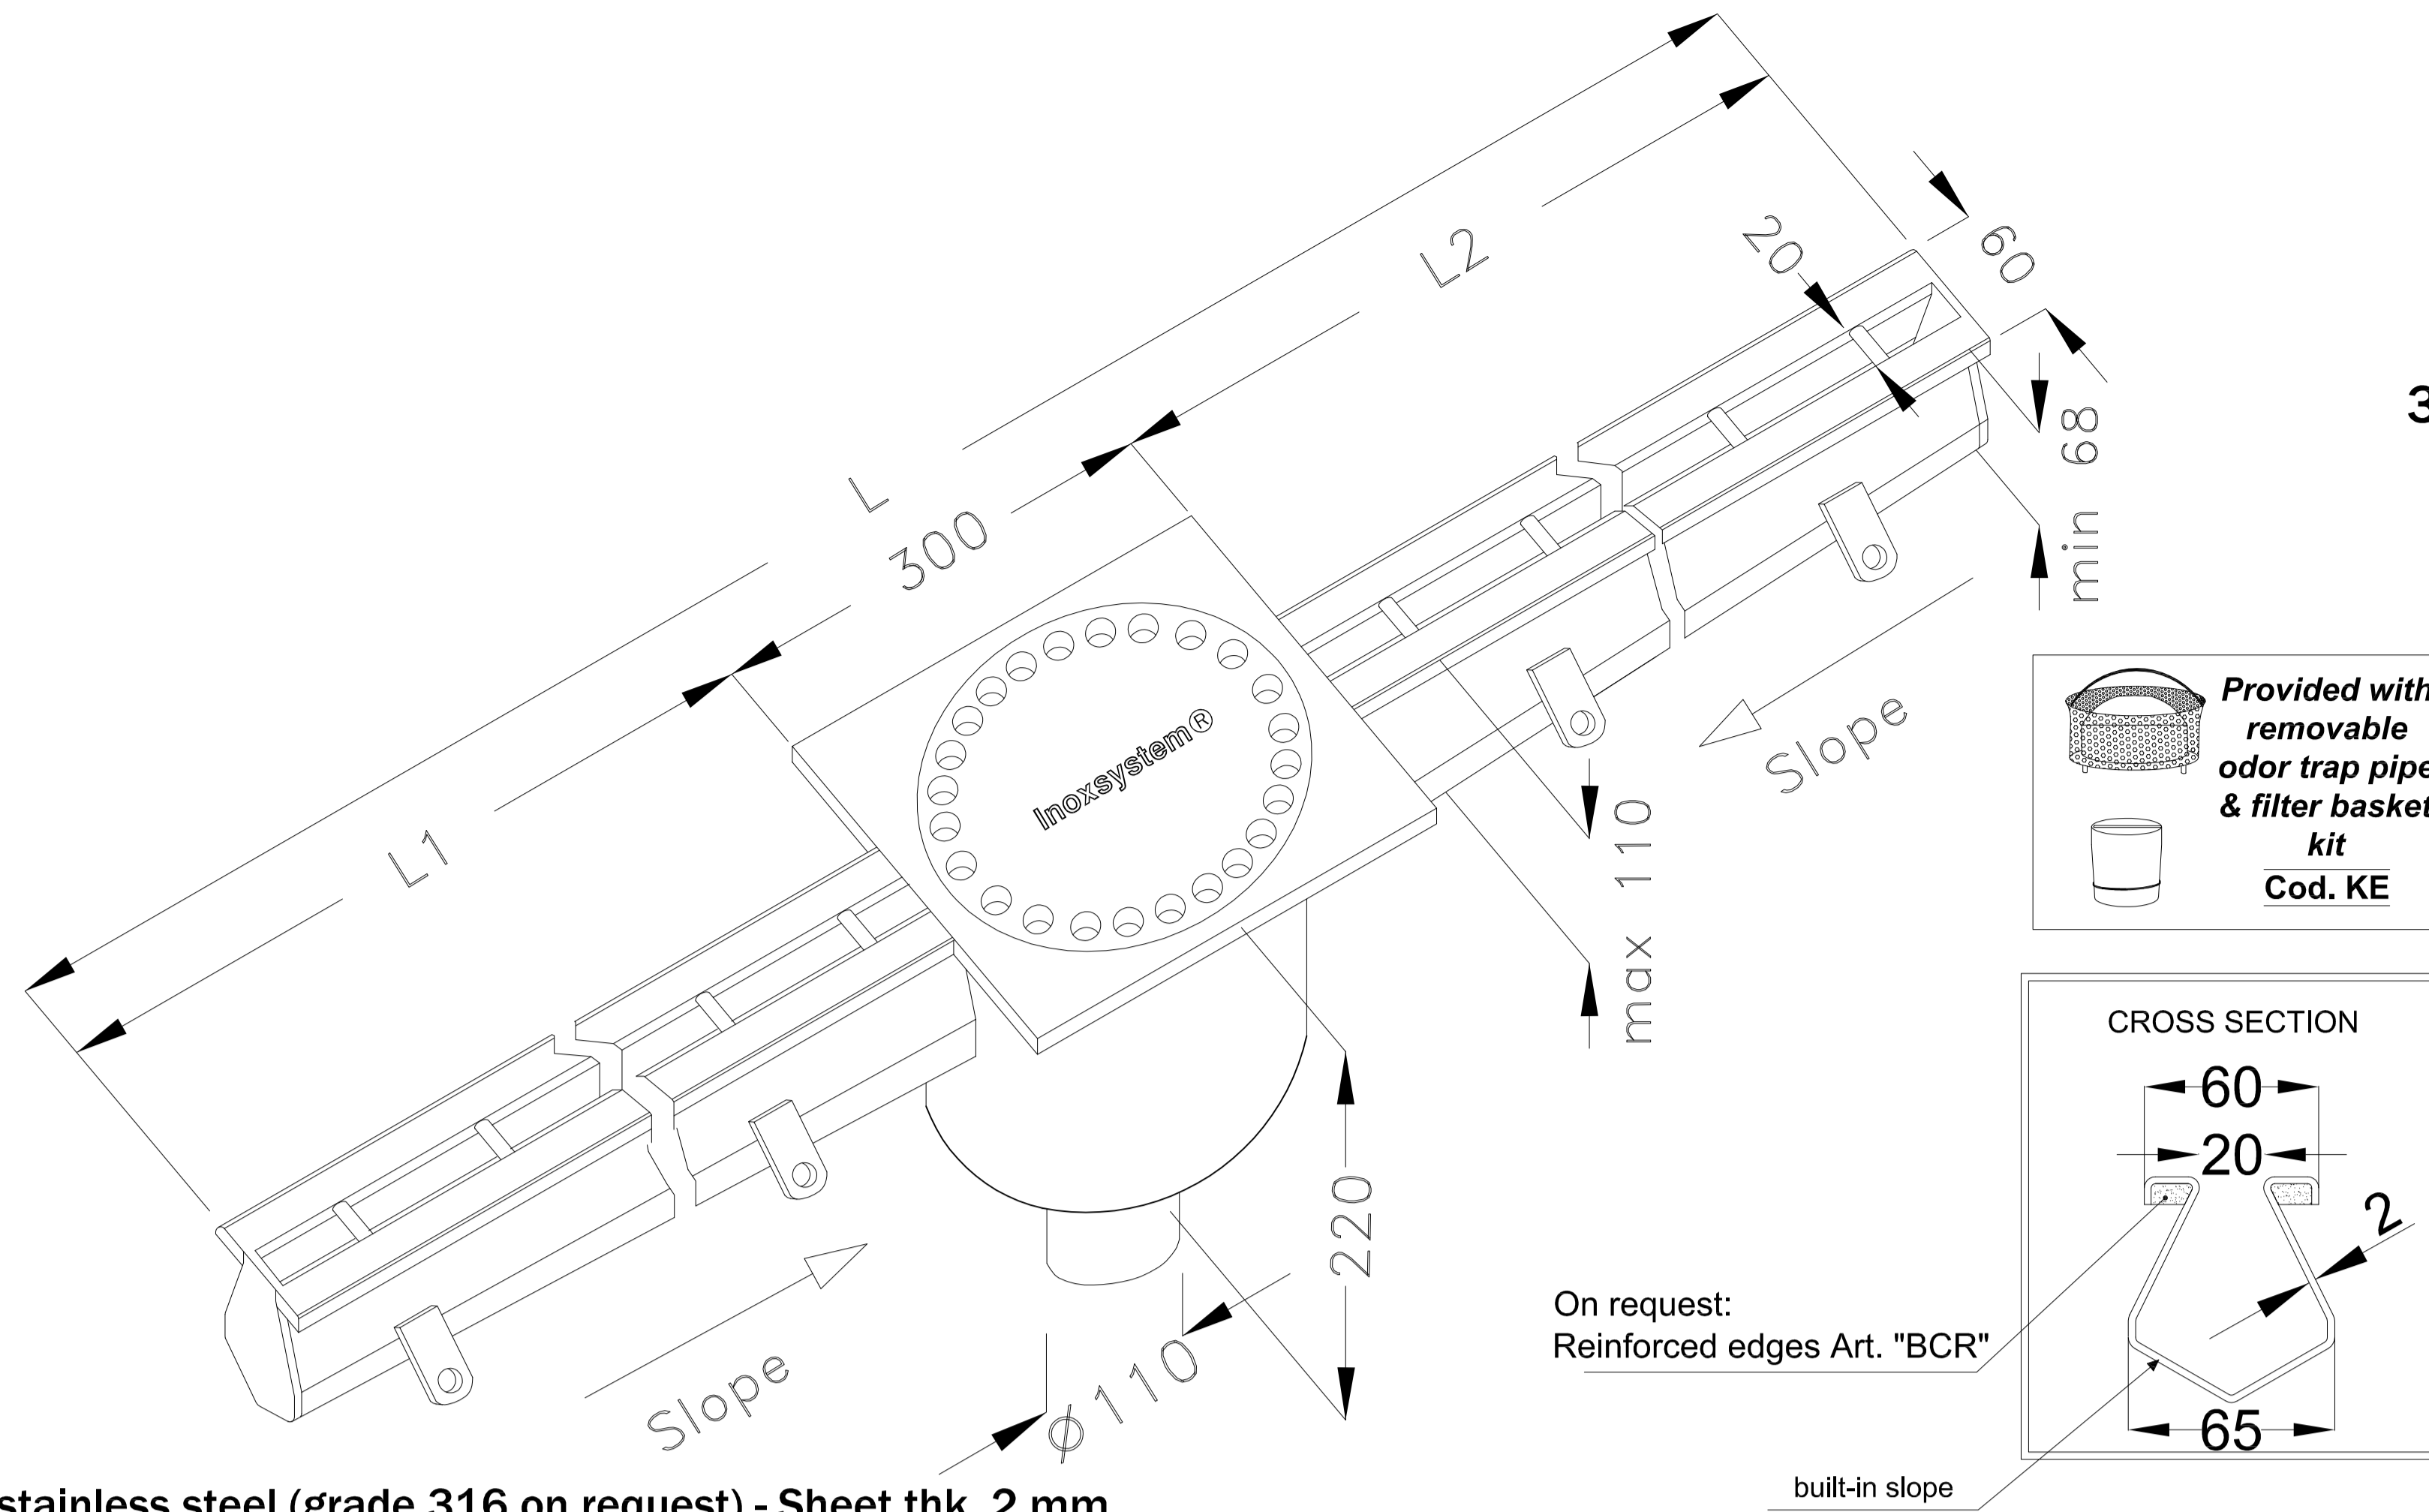 L
L2
20
60
3
300
min 68
L1
Inoxsystem®
Slope
max 110
Provided with
removable
odor trap pipe
& filter basket
kit
Cod. KE
CROSS SECTION
60
20
2
65
220
On request:
Reinforced edges Art. "BCR"
Slope
Ø110
built-in slope
stainless steel (grade 316 on request) - Sheet thk. 2 mm